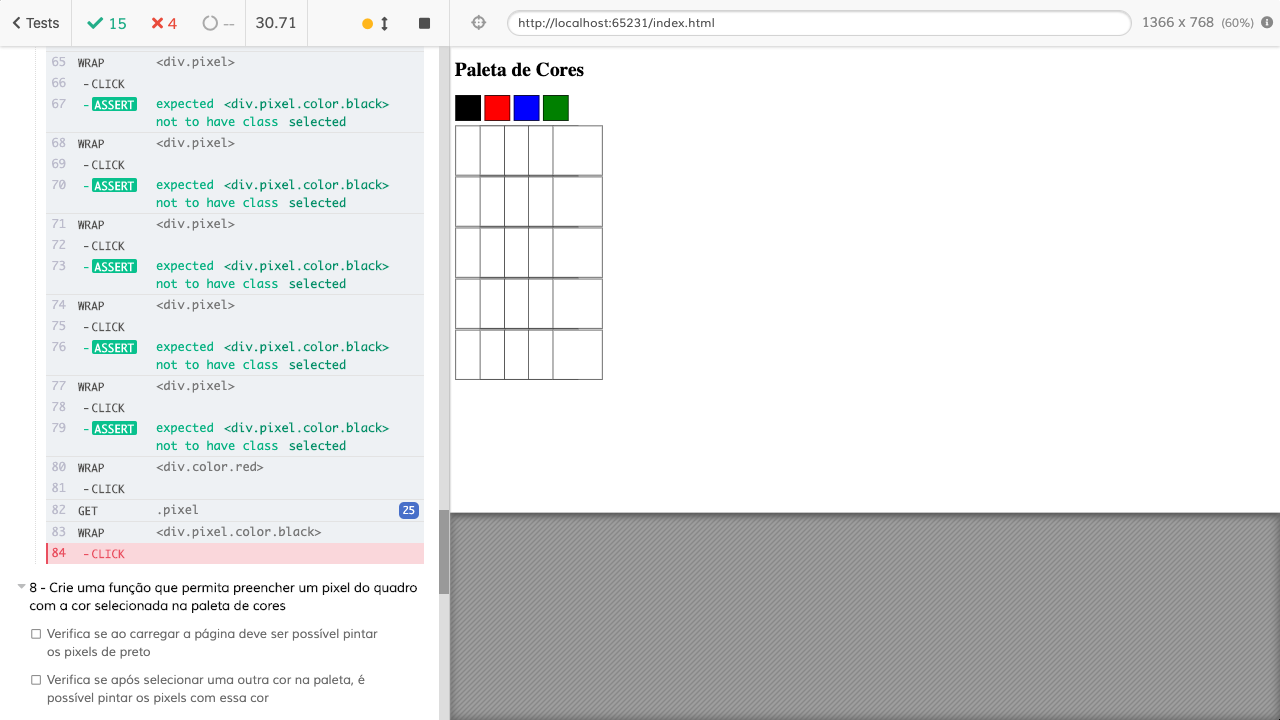 Tests 15 4 -- 30.71 http://localhost:65231/index.html 1366 x 768 (60%)
65 WRAP <div.pixel>
66 -CLICK
67 -ASSERT expected <div.pixel.color.black>
not to have class selected
68 WRAP <div.pixel>
69 -CLICK
70 -ASSERT expected <div.pixel.color.black>
not to have class selected
71 WRAP <div.pixel>
72 -CLICK
73 -ASSERT expected <div.pixel.color.black>
not to have class selected
74 WRAP <div.pixel>
75 -CLICK
76 -ASSERT expected <div.pixel.color.black>
not to have class selected
77 WRAP <div.pixel>
78 -CLICK
79 -ASSERT expected <div.pixel.color.black>
not to have class selected
80 WRAP <div.color.red>
81 -CLICK
82 GET .pixel 25
83 WRAP <div.pixel.color.black>
84 -CLICK
8 - Crie uma função que permita preencher um pixel do quadro
com a cor selecionada na paleta de cores
Verifica se ao carregar a página deve ser possível pintar
os pixels de preto
Verifica se após selecionar uma outra cor na paleta, é
possível pintar os pixels com essa cor
Paleta de Cores